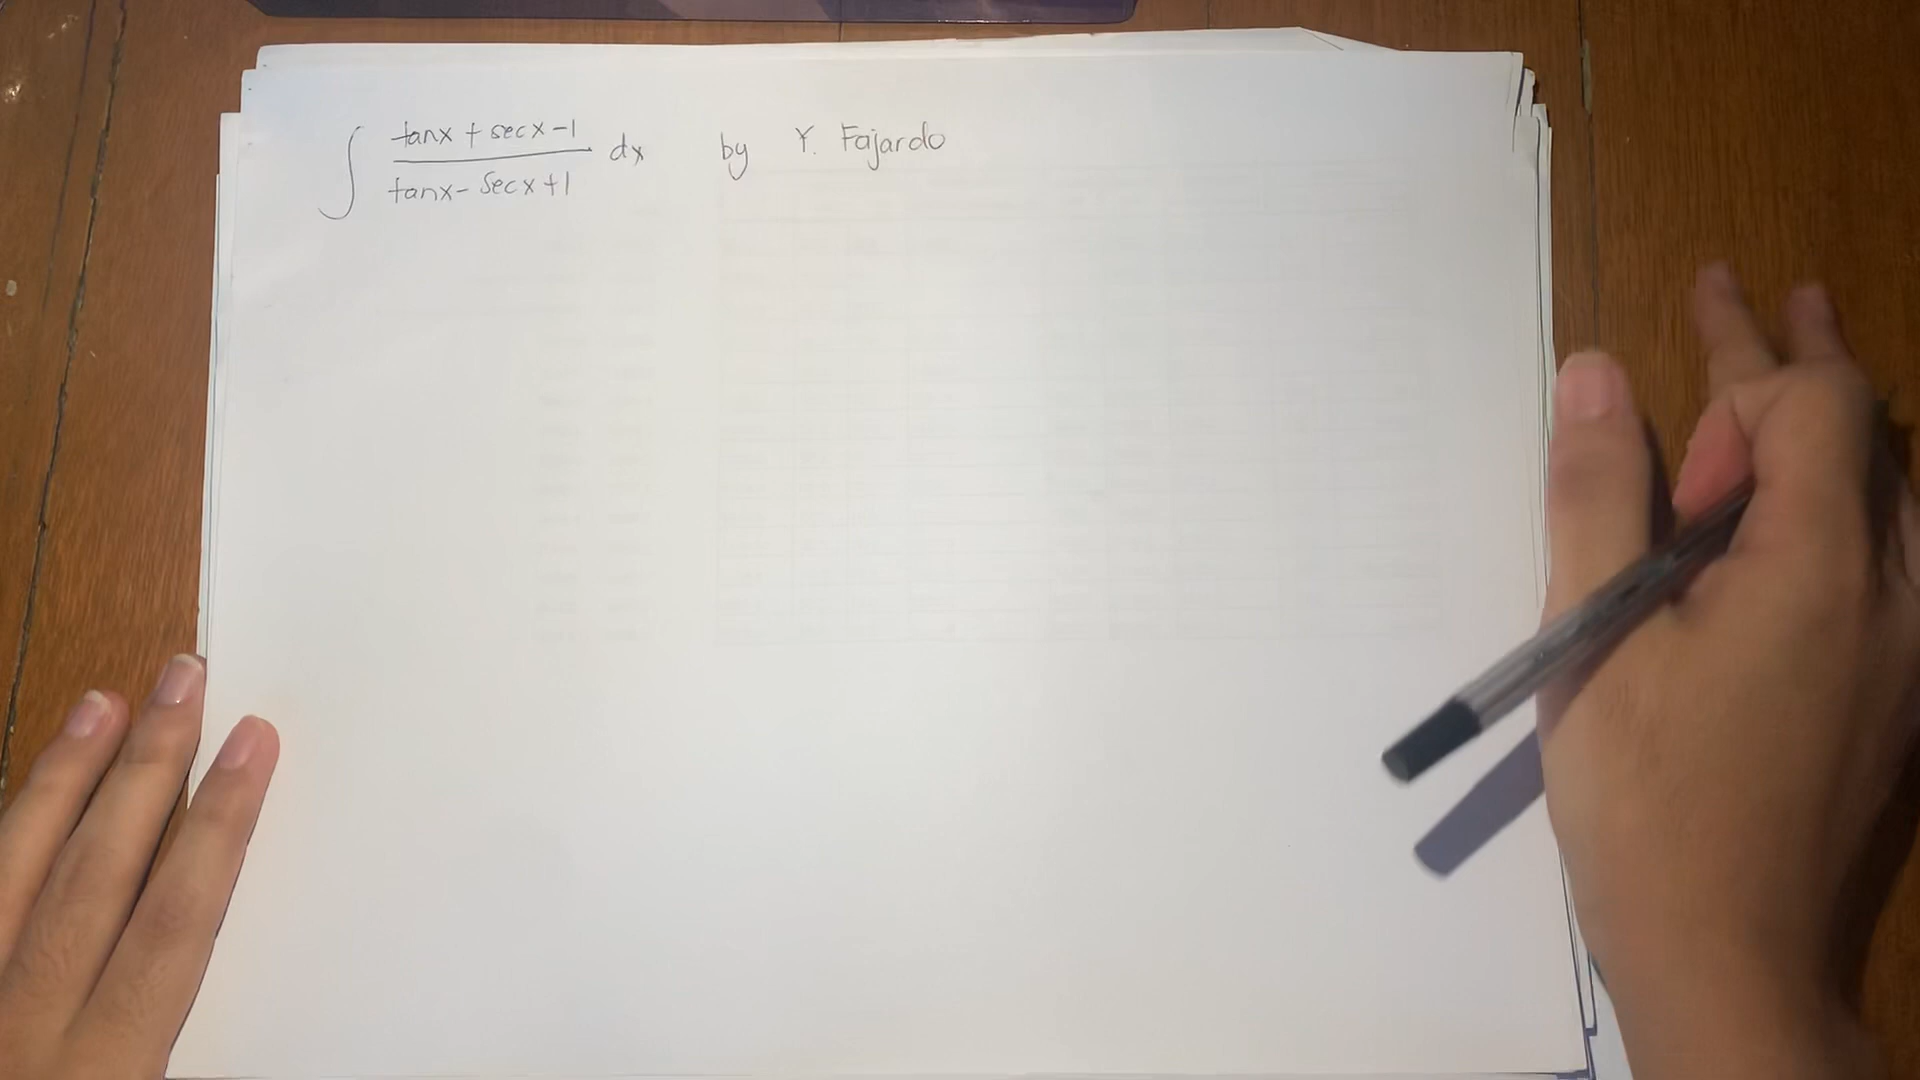 ∫ (tanx + secx - 1)/(tanx - secx + 1) dx by Y. Fajardo